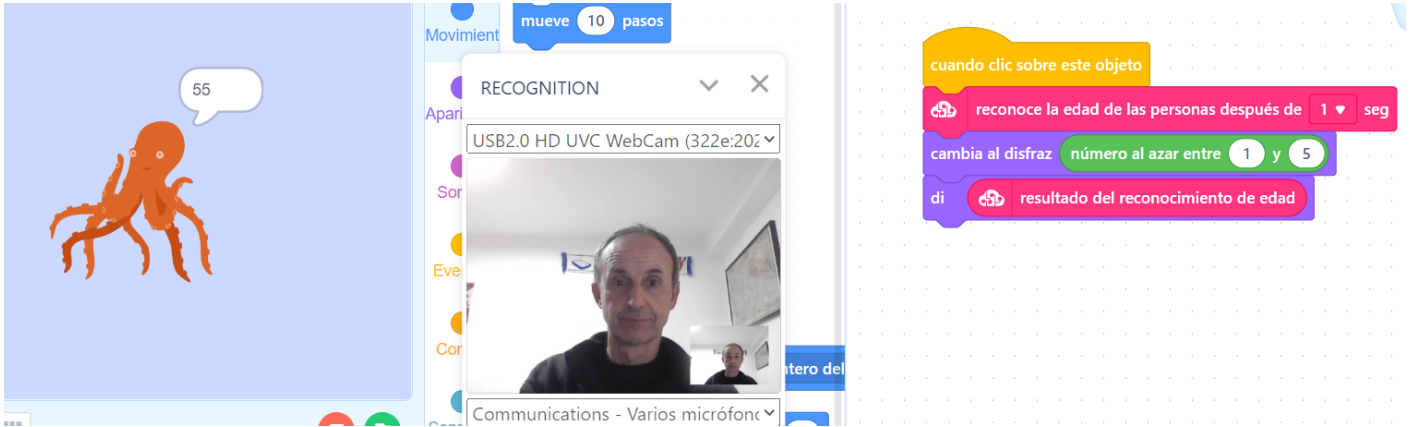 55
Movimient
mueve 10 pasos
RECOGNITION
Apari
USB2.0 HD UVC WebCam (322e:202
Son
Eve
Con
ntero del
Communications - Varios micrófono
Sens
cuando clic sobre este objeto
reconoce la edad de las personas después de 1 seg
cambia al disfraz número al azar entre 1 y 5
di resultado del reconocimiento de edad